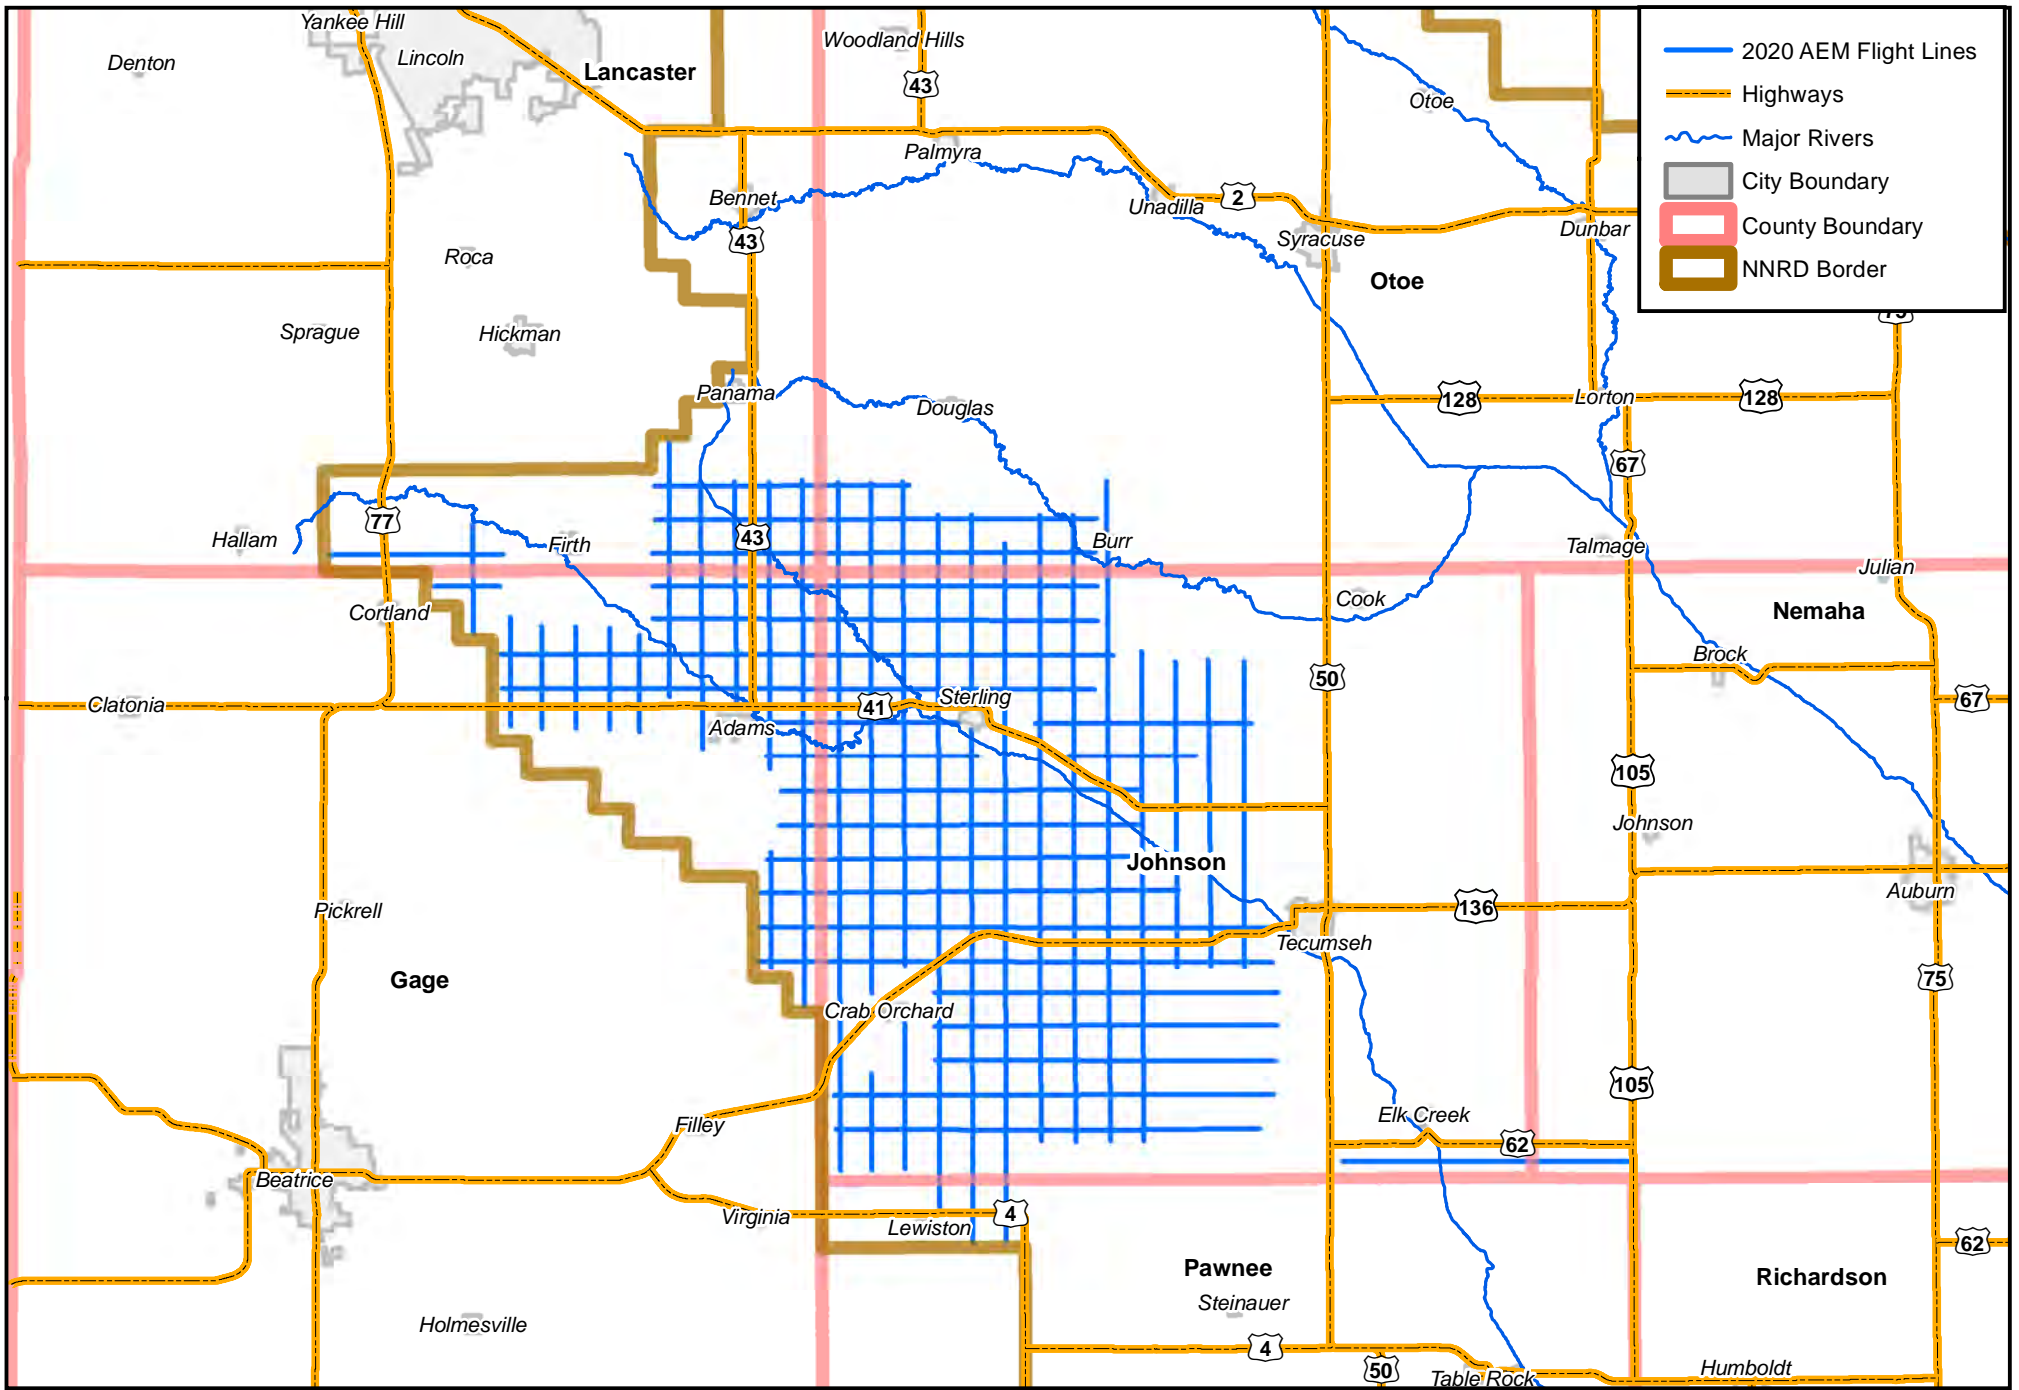 Yankee Hill
Denton
Lincoln
Lancaster
Woodland Hills
43
Otoe
2020 AEM Flight Lines
Highways
Major Rivers
City Boundary
County Boundary
NNRD Border
Palmyra
Bennet
43
Unadilla
2
Syracuse
Dunbar
Roca
Otoe
75
Sprague
Hickman
Panama
Douglas
128
Lorton
128
67
77
Hallam
Firth
43
Burr
Talmage
Julian
Cortland
Cook
Nemaha
Brock
50
67
Clatonia
Adams
41
Sterling
105
Johnson
Johnson
Auburn
Pickrell
136
Tecumseh
Gage
75
Crab Orchard
105
Filley
Elk Creek
62
Beatrice
Virginia
Lewiston
4
62
Pawnee
Richardson
Steinauer
Holmesville
4
50
Table Rock
Humboldt